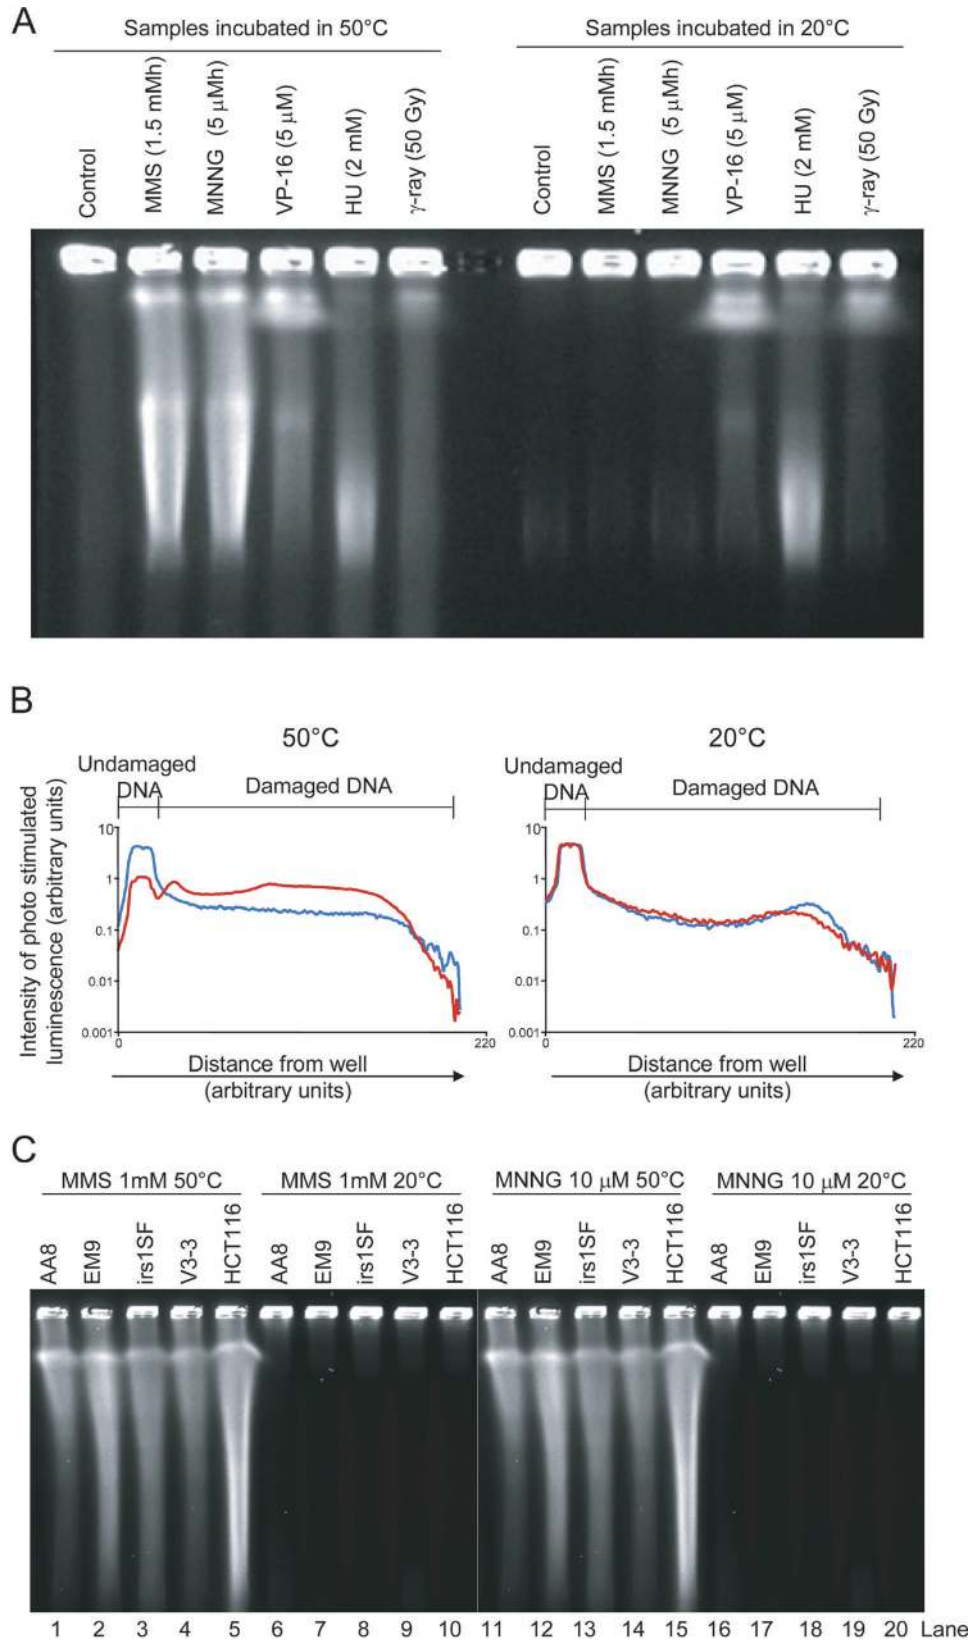 A
Samples incubated in 50°C
Samples incubated in 20°C
Control
MMS (1.5 mMh)
MNNG (5 μMh)
VP-16 (5 μM)
HU (2 mM)
γ-ray (50 Gy)
Control
MMS (1.5 mMh)
MNNG (5 μMh)
VP-16 (5 μM)
HU (2 mM)
γ-ray (50 Gy)
B
50°C
20°C
Undamaged
DNA
Damaged DNA
Undamaged
DNA
Damaged DNA
Intensity of photo stimulated
luminescence (arbitrary units)
10
1
0.1
0.01
0.001
0
220
10
1
0.1
0.01
0.001
0
220
Distance from well
(arbitrary units)
Distance from well
(arbitrary units)
C
MMS 1mM 50°C
MMS 1mM 20°C
MNNG 10 μM 50°C
MNNG 10 μM 20°C
AA8
EM9
irs1SF
V3-3
HCT116
AA8
EM9
irs1SF
V3-3
HCT116
AA8
EM9
irs1SF
V3-3
HCT116
AA8
EM9
irs1SF
V3-3
HCT116
1 2 3 4 5 6 7 8 9 10 11 12 13 14 15 16 17 18 19 20 Lane